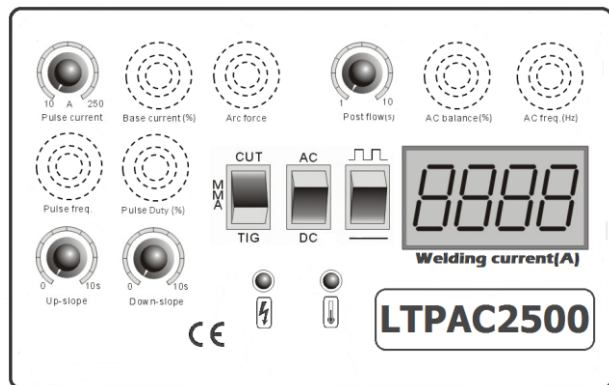 10 A 250
Pulse current
Base current (%)
Arc force
1 10
Post flow(s)
AC balance(%)
AC freq.(Hz)
Pulse freq.
Pulse Duty (%)
CUT
MMA
TIG
AC
DC
8888
Welding current(A)
0 10s
Up-slope
0 10s
Down-slope
CE
LTPAC2500